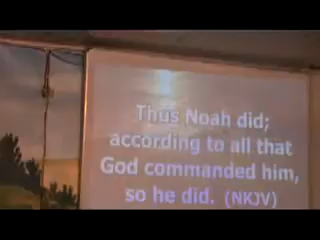 Thus Noah did;
according to all that
God commanded him,
so he did. (NKJV)